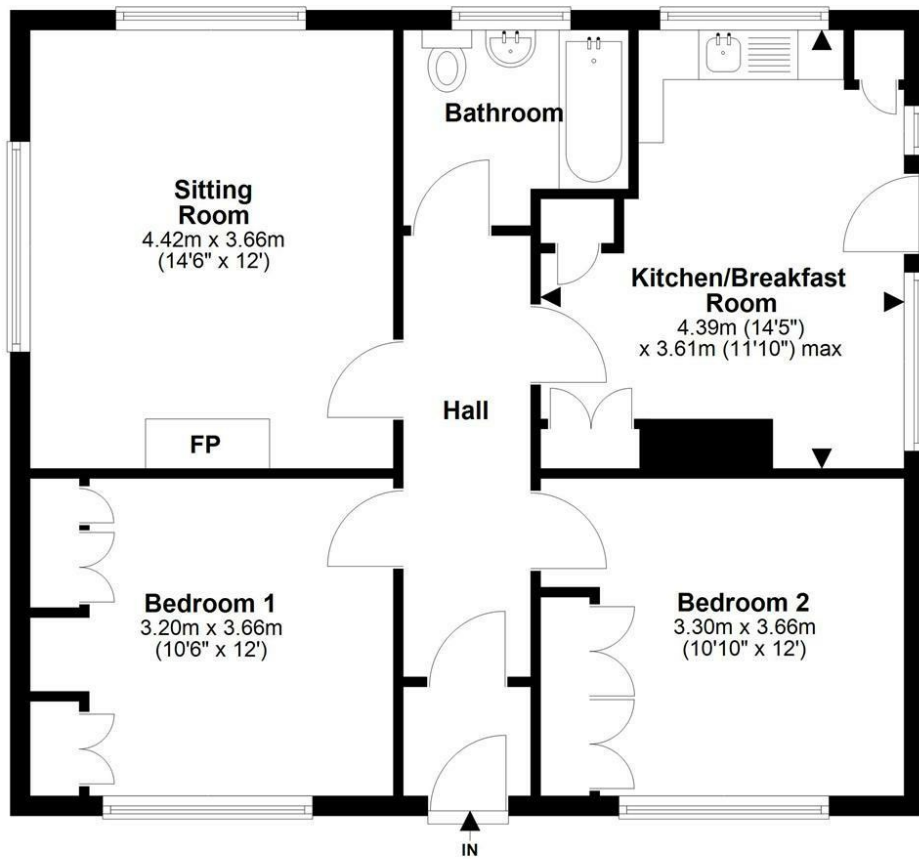 Sitting
Room
4.42m x 3.66m
(14'6" x 12')
Bathroom
Kitchen/Breakfast
Room
4.39m (14'5")
x 3.61m (11'10") max
Hall
FP
Bedroom 1
3.20m x 3.66m
(10'6" x 12')
Bedroom 2
3.30m x 3.66m
(10'10" x 12')
IN